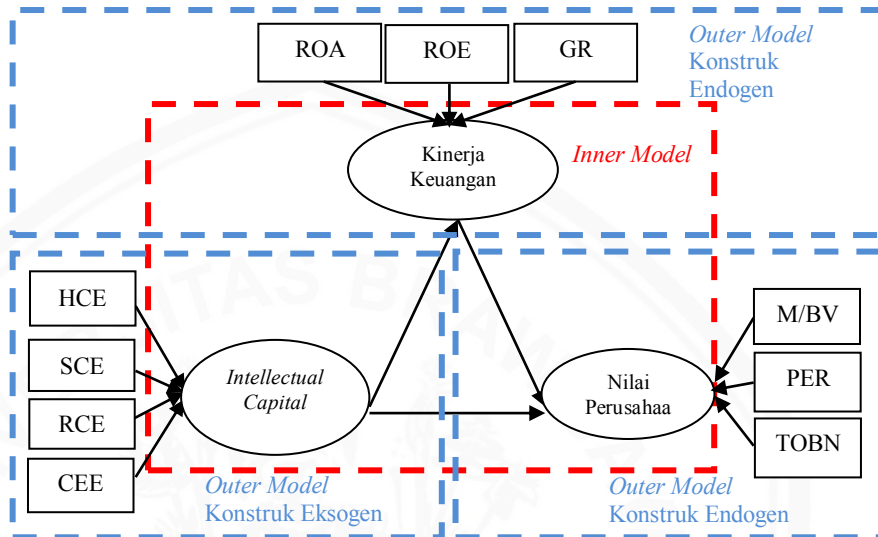 ROA
ROE
GR
Outer Model
Konstruk
Endogen
Kinerja
Keuangan
Inner Model
HCE
SCE
RCE
CEE
Intellectual
Capital
Nilai
Perusahaa
M/BV
PER
TOBN
Outer Model
Konstruk Eksogen
Outer Model
Konstruk Endogen